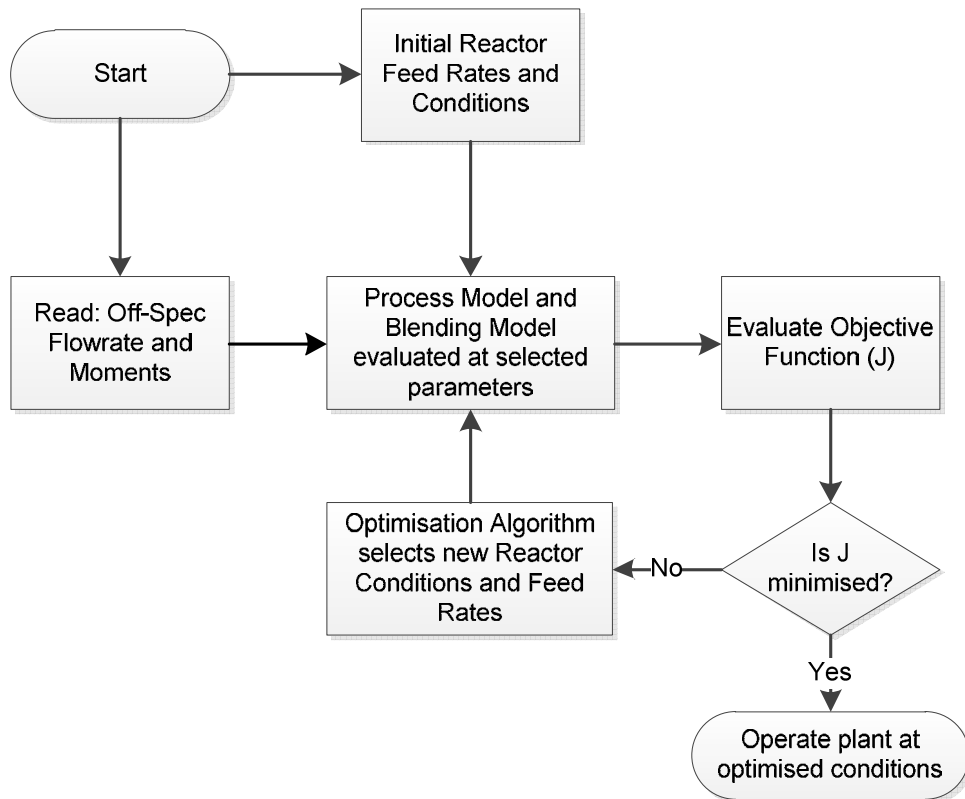 Start
Initial Reactor
Feed Rates and
Conditions
Read: Off-Spec
Flowrate and
Moments
Process Model and
Blending Model
evaluated at selected
parameters
Evaluate Objective
Function (J)
Optimisation Algorithm
selects new Reactor
Conditions and Feed
Rates
No
Is J
minimised?
Yes
Operate plant at
optimised conditions